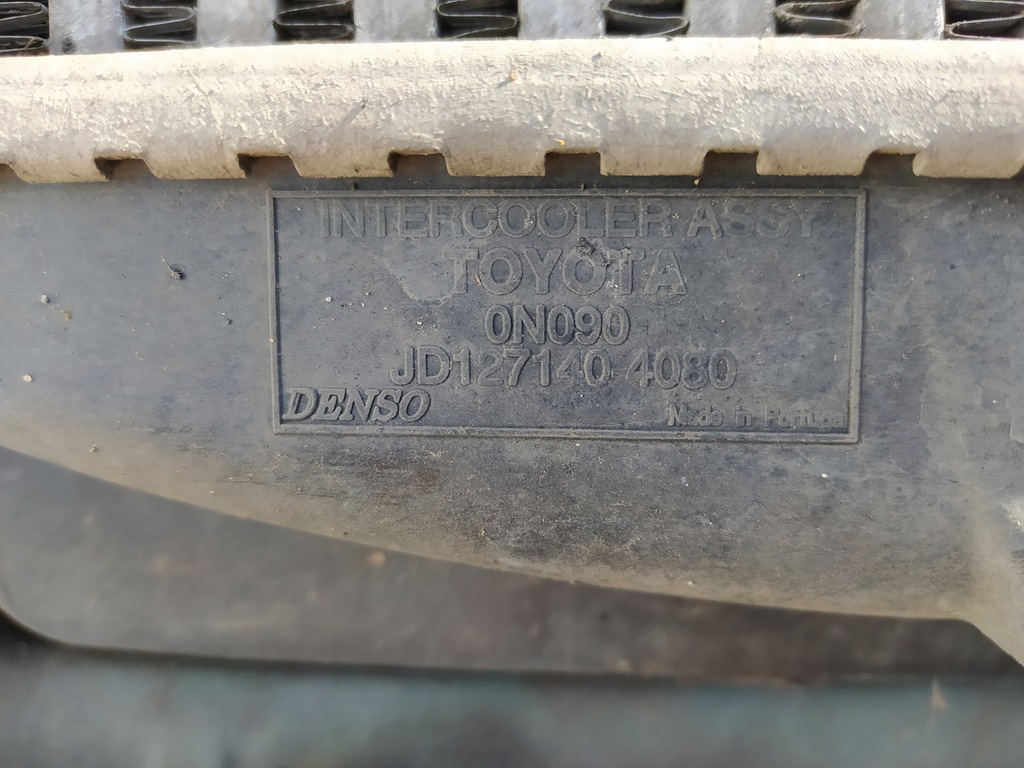 INTERCOOLER ASSY
TOYOTA
0N090
JD127140-4080
DENSO Made in Portugal